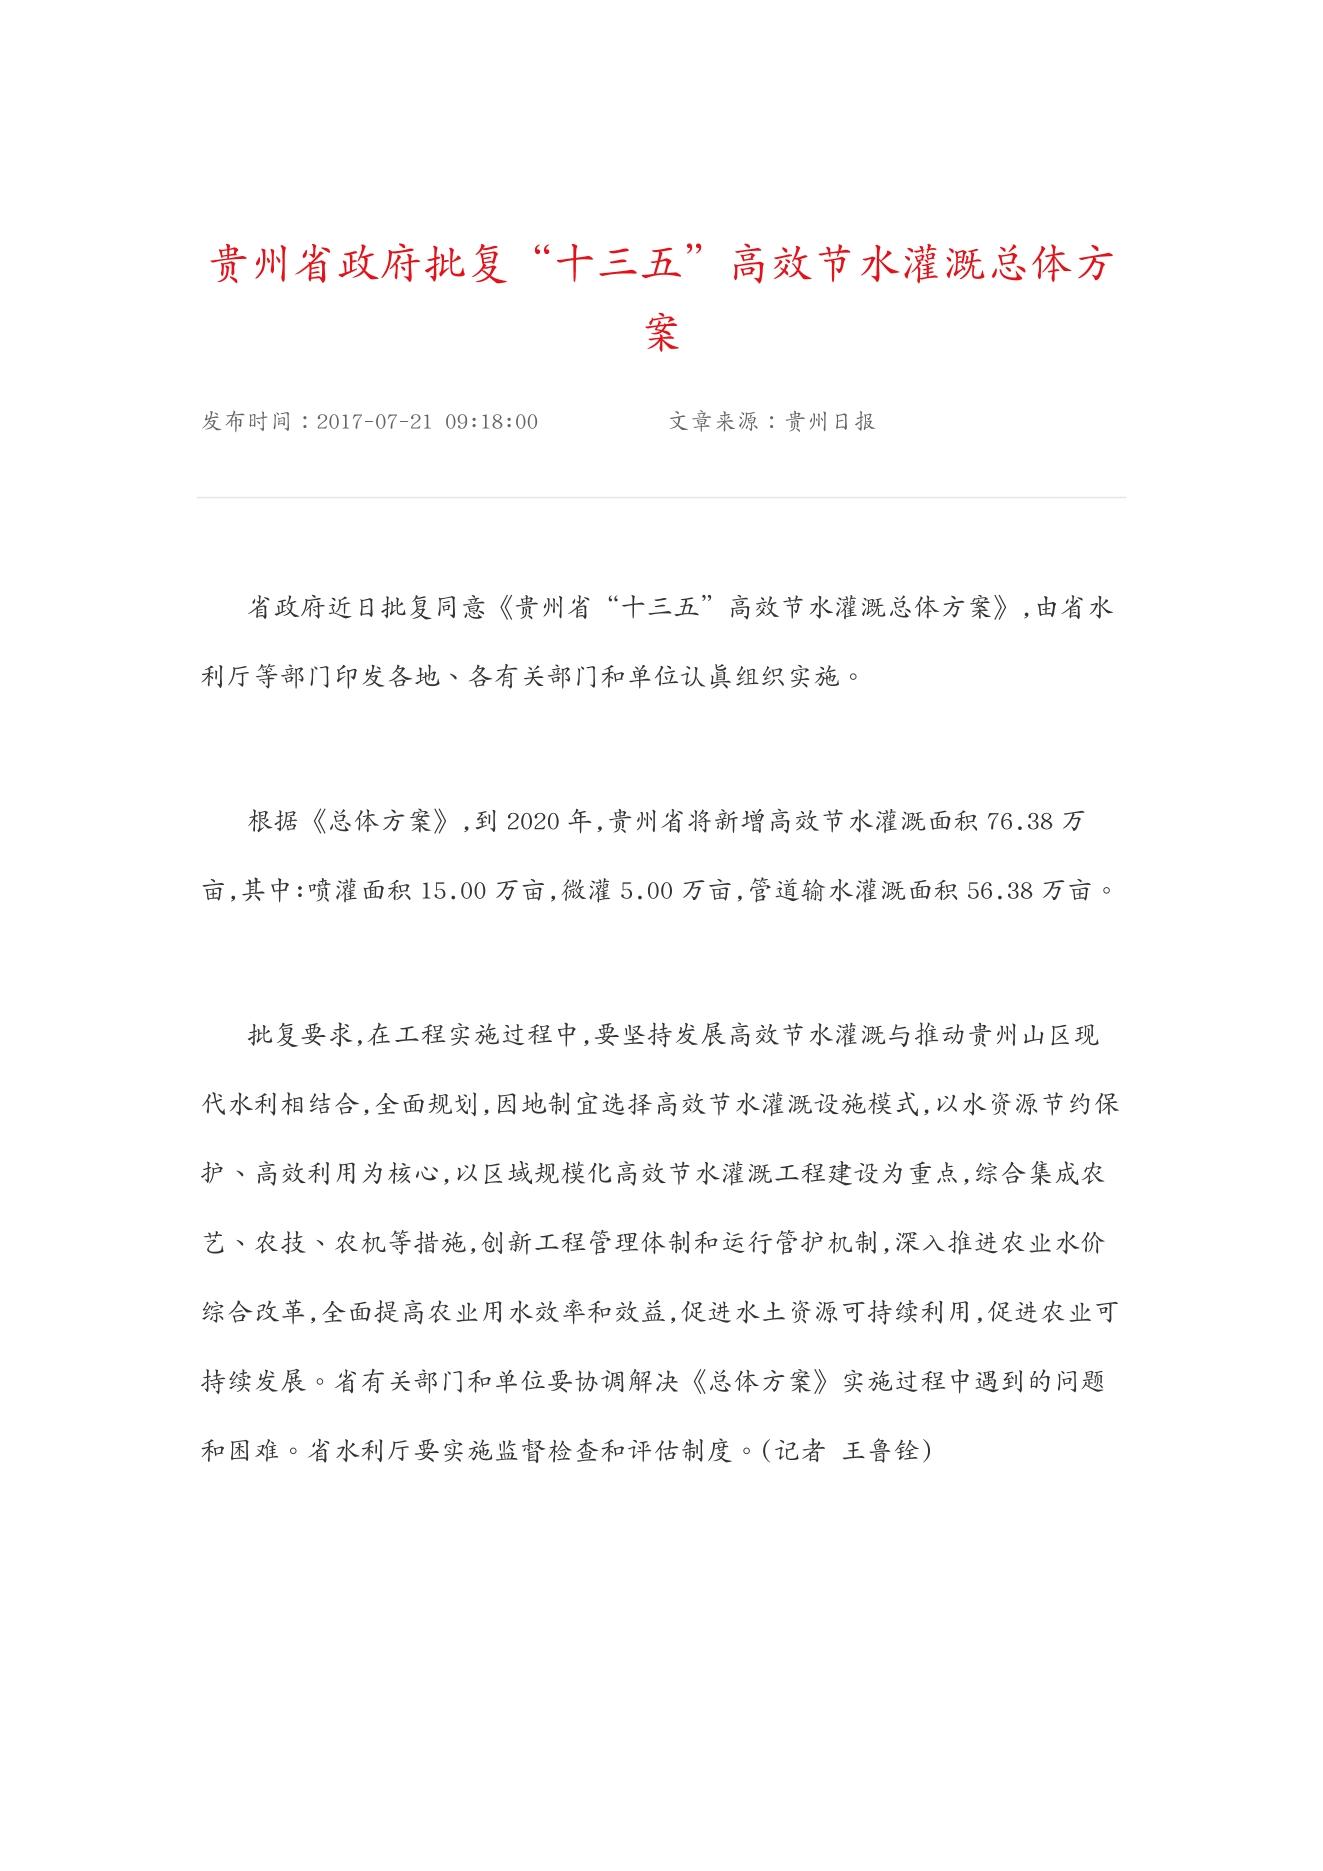 贵州省政府批复“十三五”高效节水灌溉总体方
案
发布时间：2017-07-21 09:18:00 文章来源：贵州日报
省政府近日批复同意《贵州省“十三五”高效节水灌溉总体方案》,由省水
利厅等部门印发各地、各有关部门和单位认真组织实施。
根据《总体方案》,到 2020 年,贵州省将新增高效节水灌溉面积 76.38 万
亩,其中:喷灌面积 15.00 万亩,微灌 5.00 万亩,管道输水灌溉面积 56.38 万亩。
批复要求,在工程实施过程中,要坚持发展高效节水灌溉与推动贵州山区现
代水利相结合,全面规划,因地制宜选择高效节水灌溉设施模式,以水资源节约保
护、高效利用为核心,以区域规模化高效节水灌溉工程建设为重点,综合集成农
艺、农技、农机等措施,创新工程管理体制和运行管护机制,深入推进农业水价
综合改革,全面提高农业用水效率和效益,促进水土资源可持续利用,促进农业可
持续发展。省有关部门和单位要协调解决《总体方案》实施过程中遇到的问题
和困难。省水利厅要实施监督检查和评估制度。(记者 王鲁铨)